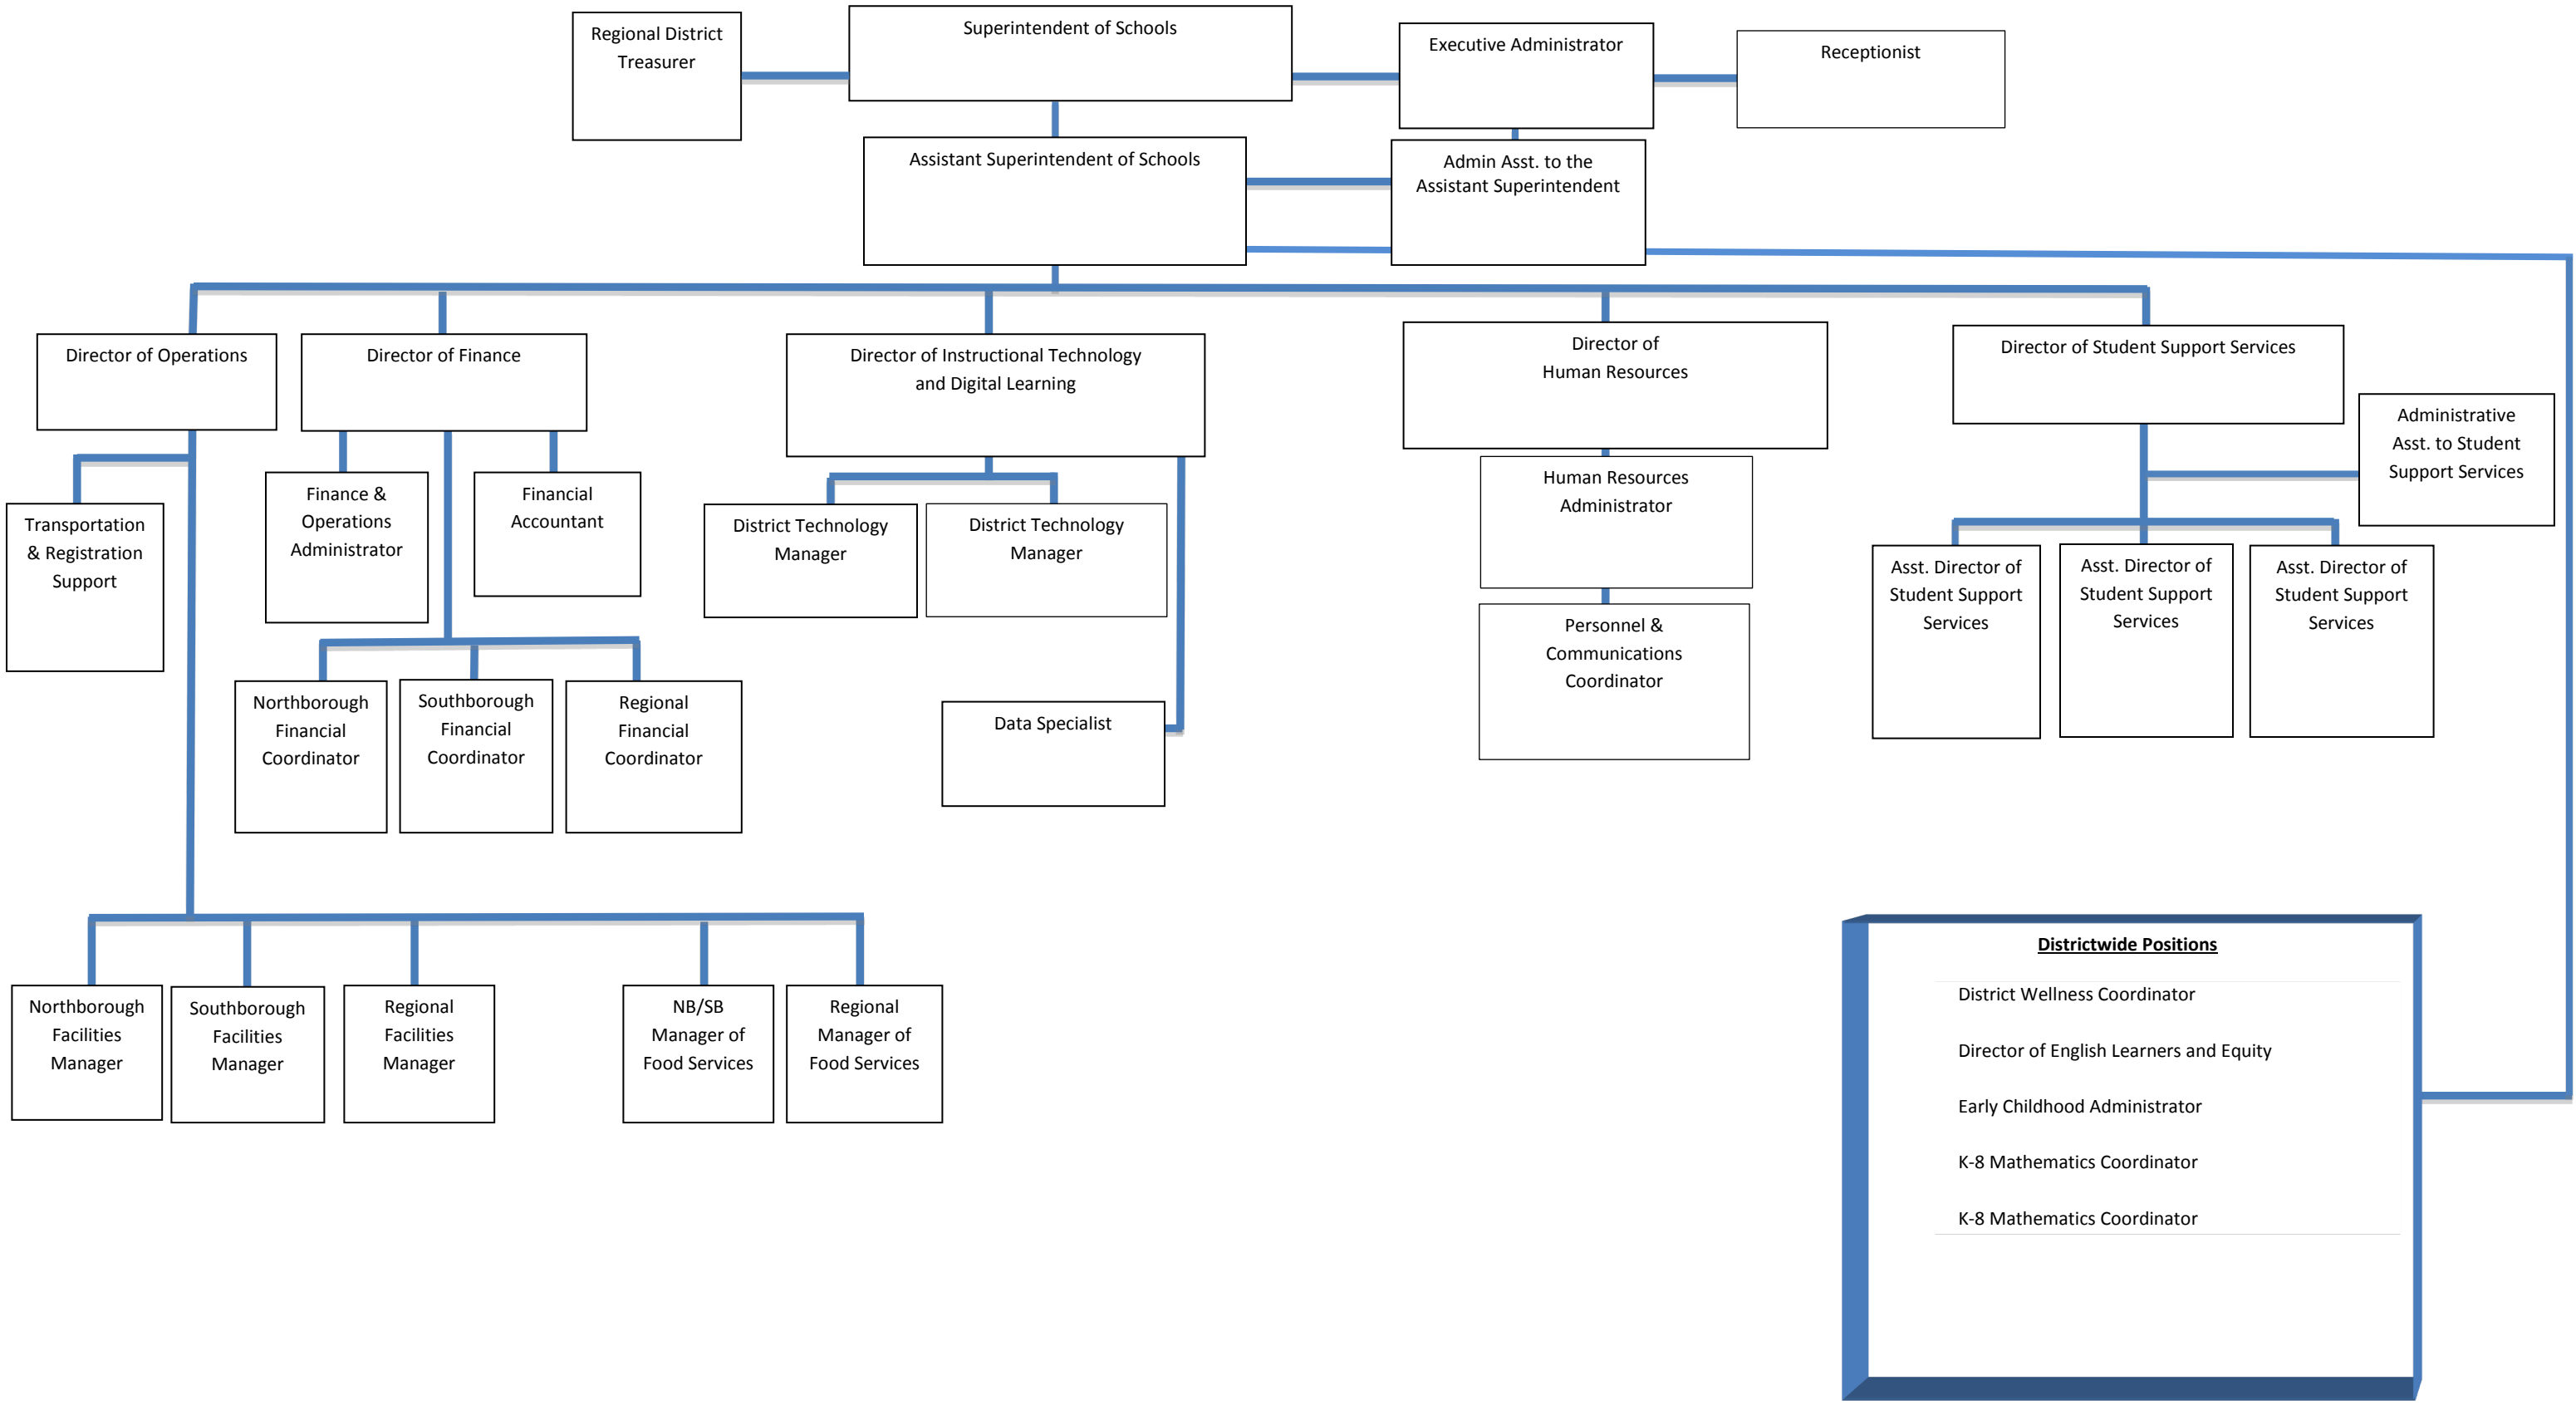 Regional District
Treasurer
Superintendent of Schools
Executive Administrator
Receptionist
Assistant Superintendent of Schools
Admin Asst. to the
Assistant Superintendent
Director of Operations
Director of Finance
Director of Instructional Technology
and Digital Learning
Director of
Human Resources
Director of Student Support Services
Administrative
Asst. to Student
Support Services
Transportation
& Registration
Support
Finance &
Operations
Administrator
Financial
Accountant
District Technology
Manager
District Technology
Manager
Human Resources
Administrator
Asst. Director of
Student Support
Services
Asst. Director of
Student Support
Services
Asst. Director of
Student Support
Services
Northborough
Financial
Coordinator
Southborough
Financial
Coordinator
Regional
Financial
Coordinator
Data Specialist
Personnel &
Communications
Coordinator
Northborough
Facilities
Manager
Southborough
Facilities
Manager
Regional
Facilities
Manager
NB/SB
Manager of
Food Services
Regional
Manager of
Food Services
Districtwide Positions
District Wellness Coordinator
Director of English Learners and Equity
Early Childhood Administrator
K-8 Mathematics Coordinator
K-8 Mathematics Coordinator